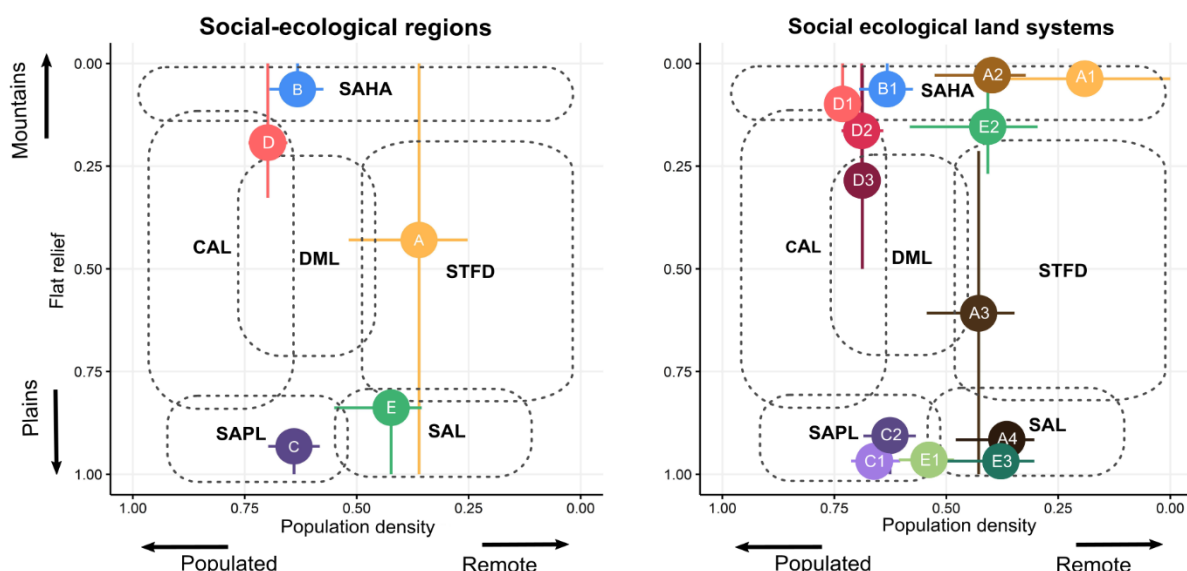 Social-ecological regions
Mountains
Flat relief
Plains
0.00
0.25
0.50
0.75
1.00
B
SAHA
D
CAL
DML
A
STFD
E
SAPL
SAL
C
1.00
0.75
0.50
0.25
0.00
Population density
Populated
Remote
Social ecological land systems
0.00
0.25
0.50
0.75
1.00
A2
A1
B1
SAHA
D1
D2
E2
D3
CAL
DML
STFD
A3
SAPL
SAL
C2
A4
C1
E1
E3
1.00
0.75
0.50
0.25
0.00
Population density
Populated
Remote